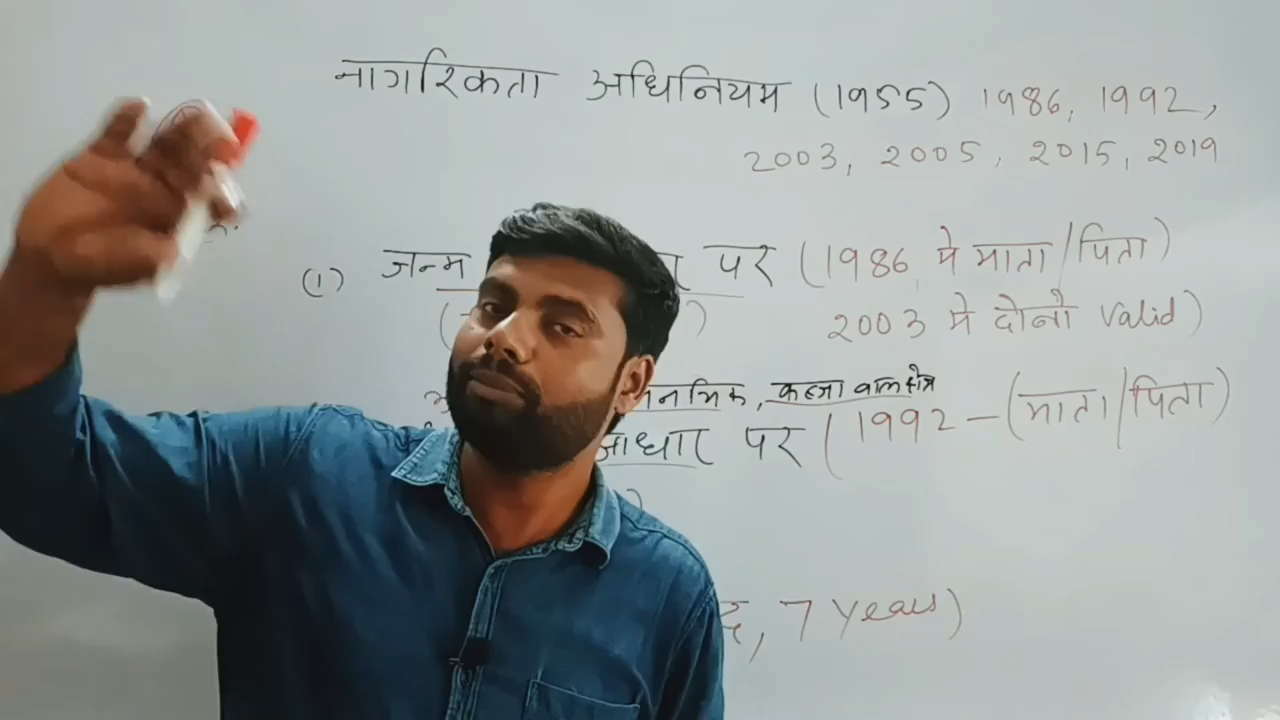 नागरिकता अधिनियम (1955) 1986, 1992,
2003, 2005, 2015, 2019
(1) जन्म पर (1986 मे माता/पिता)
2003 मे दोनो valid)
कब्जा वाल क्षेत्र
आधार पर (1992 – (माता/पिता)
7 years)